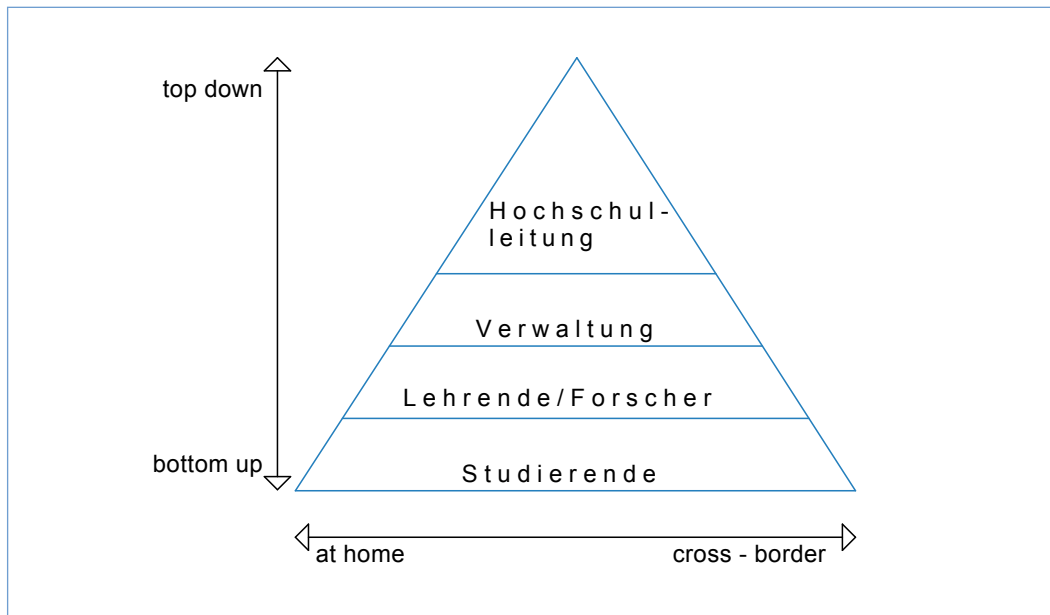 top down
Hochschul-
leitung
Verwaltung
Lehrende/Forscher
bottom up
Studierende
at home
cross - border